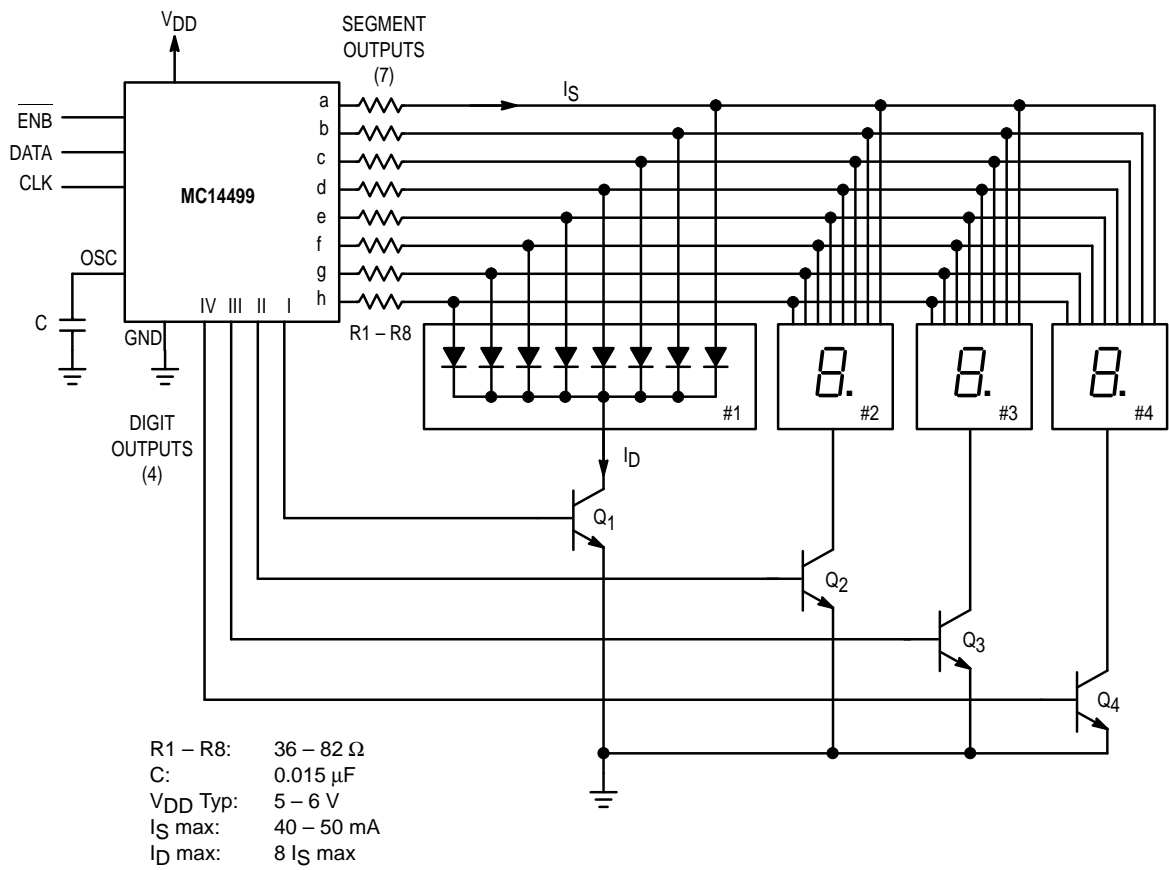 VDD
SEGMENT
OUTPUTS
(7)
ENB
DATA
CLK
MC14499
OSC
C
GND
IV III II I
a
b
c
d
e
f
g
h
IS
R1 – R8
#1
8.
#2
8.
#3
8.
#4
DIGIT
OUTPUTS
(4)
ID
Q1
Q2
Q3
Q4
R1 – R8: 36 – 82 Ω
C: 0.015 µF
VDD Typ: 5 – 6 V
IS max: 40 – 50 mA
ID max: 8 IS max